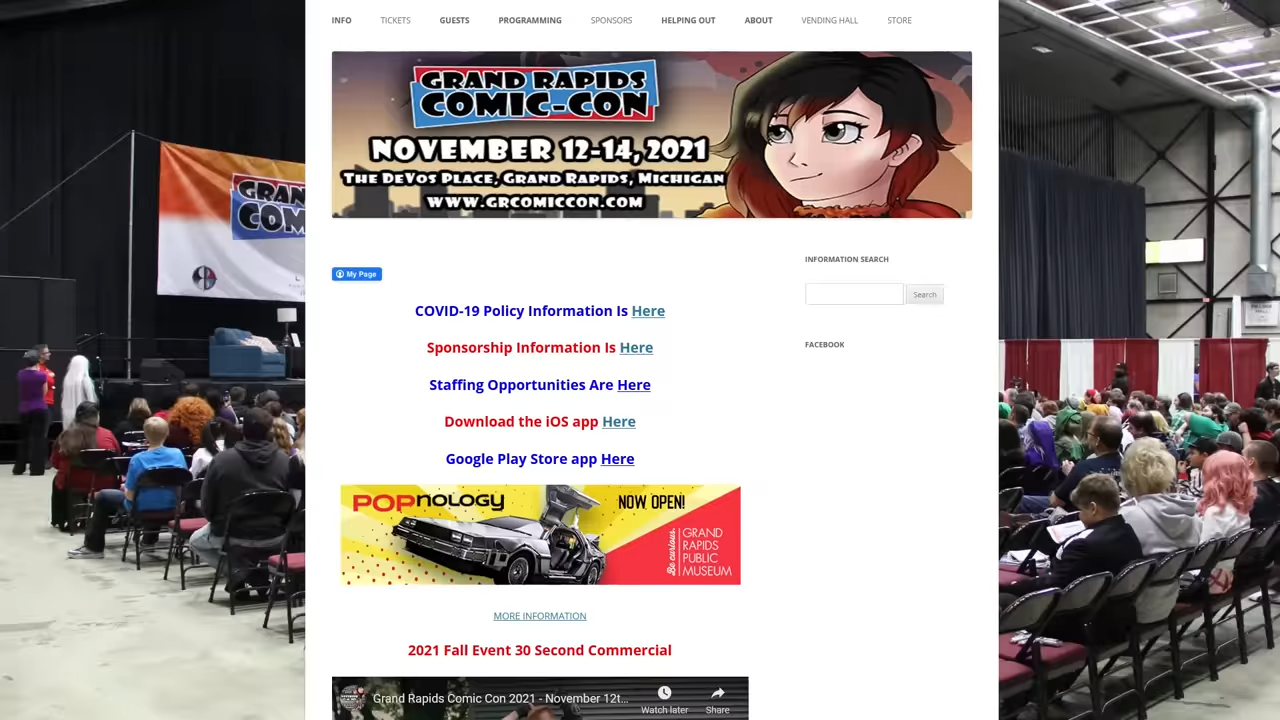 INFO TICKETS GUESTS PROGRAMMING SPONSORS HELPING OUT ABOUT VENDING HALL STORE
GRAND RAPIDS
COMIC-CON
NOVEMBER 12-14, 2021
THE DEVOS PLACE, GRAND RAPIDS, MICHIGAN
WWW.GRCOMICCON.COM
INFORMATION SEARCH
Search
FACEBOOK
My Page
COVID-19 Policy Information Is Here
Sponsorship Information Is Here
Staffing Opportunities Are Here
Download the iOS app Here
Google Play Store app Here
POPNOLOGY
NOW OPEN!
Be curious.
GRAND
RAPIDS
PUBLIC
MUSEUM
MORE INFORMATION
2021 Fall Event 30 Second Commercial
Grand Rapids Comic Con 2021 - November 12t...
Watch later
Share